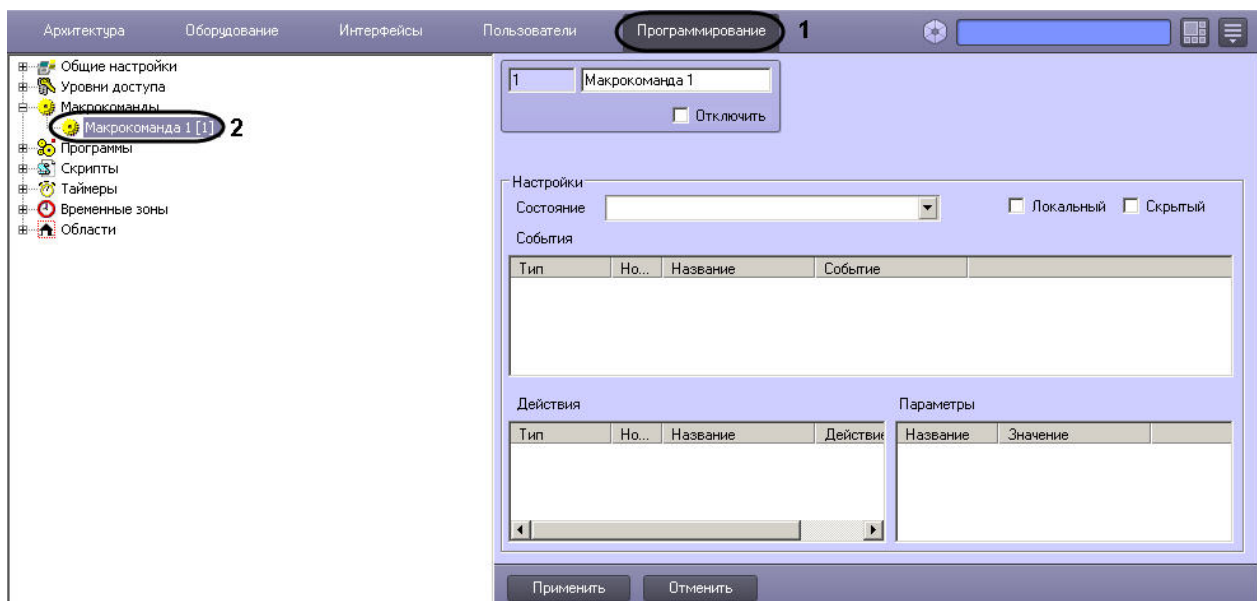 Архитектура Оборудование Интерфейсы Пользователи Программирование 1
Общие настройки
Уровни доступа
Макрокоманды
Макрокоманда 1 [1] 2
Программы
Скрипты
Таймеры
Временные зоны
Области
1 Макрокоманда 1
Отключить
Настройки
Состояние Локальный Скрытый
События
Тип Но... Название Событие
Действия Параметры
Тип Но... Название Действие Название Значение
Применить Отменить